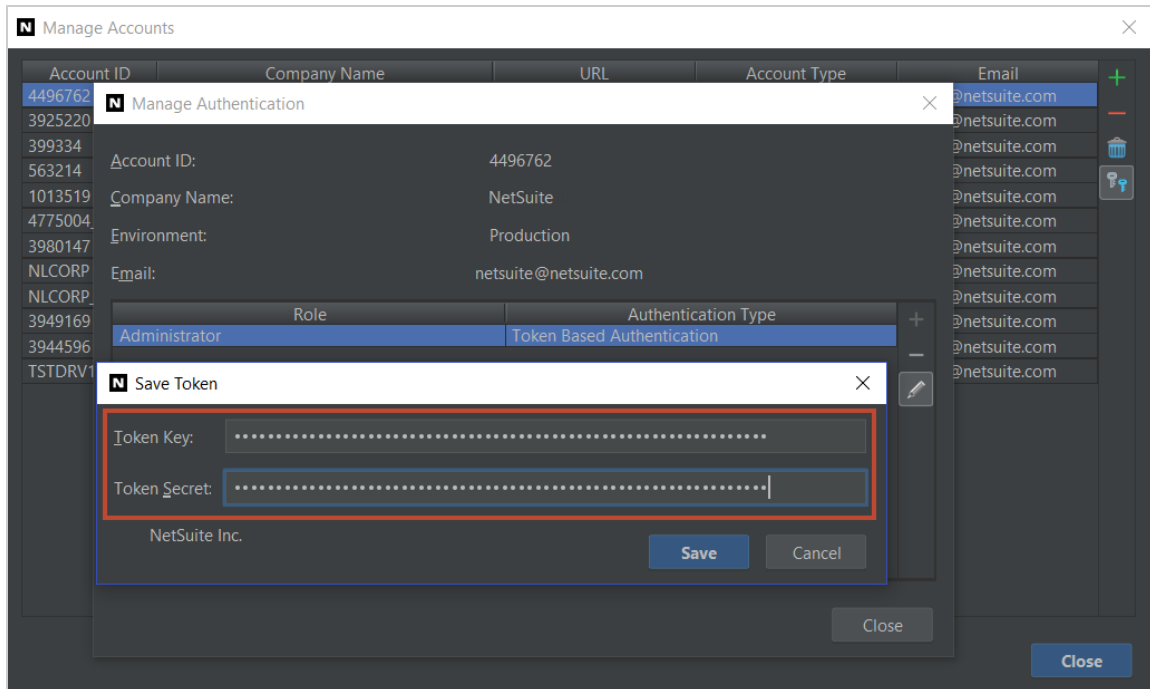 N Manage Accounts
Account ID Company Name URL Account Type Email
4496762 @netsuite.com
N Manage Authentication
3925220 @netsuite.com
399334 @netsuite.com
Account ID: 4496762
563214 @netsuite.com
1013519 @netsuite.com
Company Name: NetSuite
4775004_ @netsuite.com
Environment: Production
3980147 @netsuite.com
NLCORP @netsuite.com
Email: netsuite@netsuite.com
NLCORP_ @netsuite.com
Role Authentication Type
3949169 @netsuite.com
Administrator Token Based Authentication
3944596 @netsuite.com
TSTDRV1 @netsuite.com
N Save Token
Token Key:
Token Secret:
NetSuite Inc.
Save Cancel
Close
Close